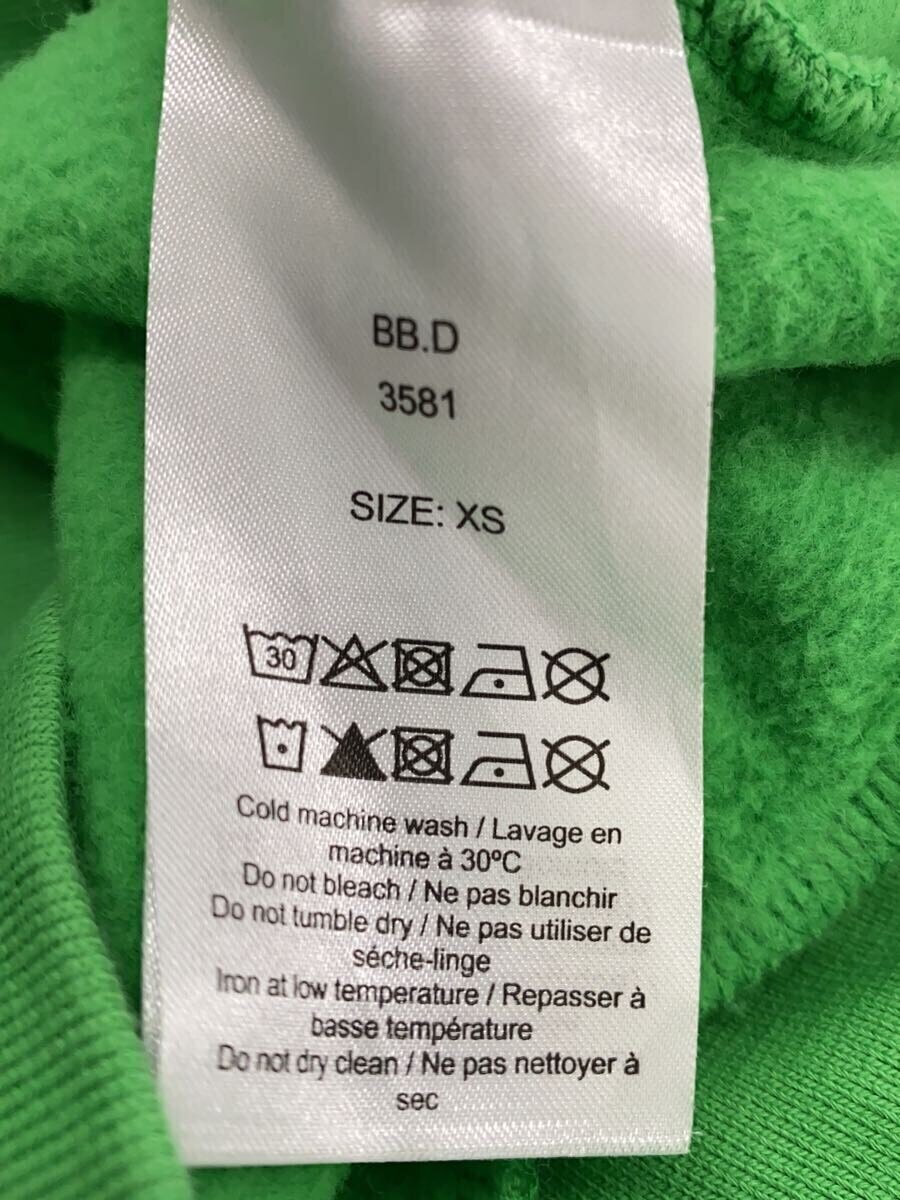 BB.D
3581
SIZE: XS
30
Cold machine wash / Lavage en
machine à 30ºC
Do not bleach / Ne pas blanchir
Do not tumble dry / Ne pas utiliser de
séche-linge
Iron at low temperature / Repasser à
basse température
Do not dry clean / Ne pas nettoyer à
sec